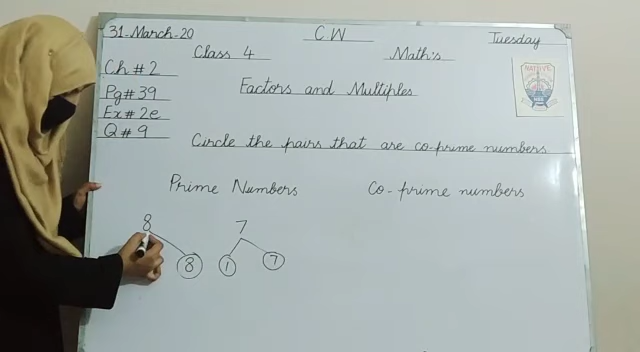 31-March-20 C W Tuesday
Class 4 Math's
Ch # 2
Pg # 39 Factors and Multiples
Ex # 2e
Q # 9 Circle the pairs that are co-prime numbers
Prime Numbers Co-prime numbers
8 7
8 1 7